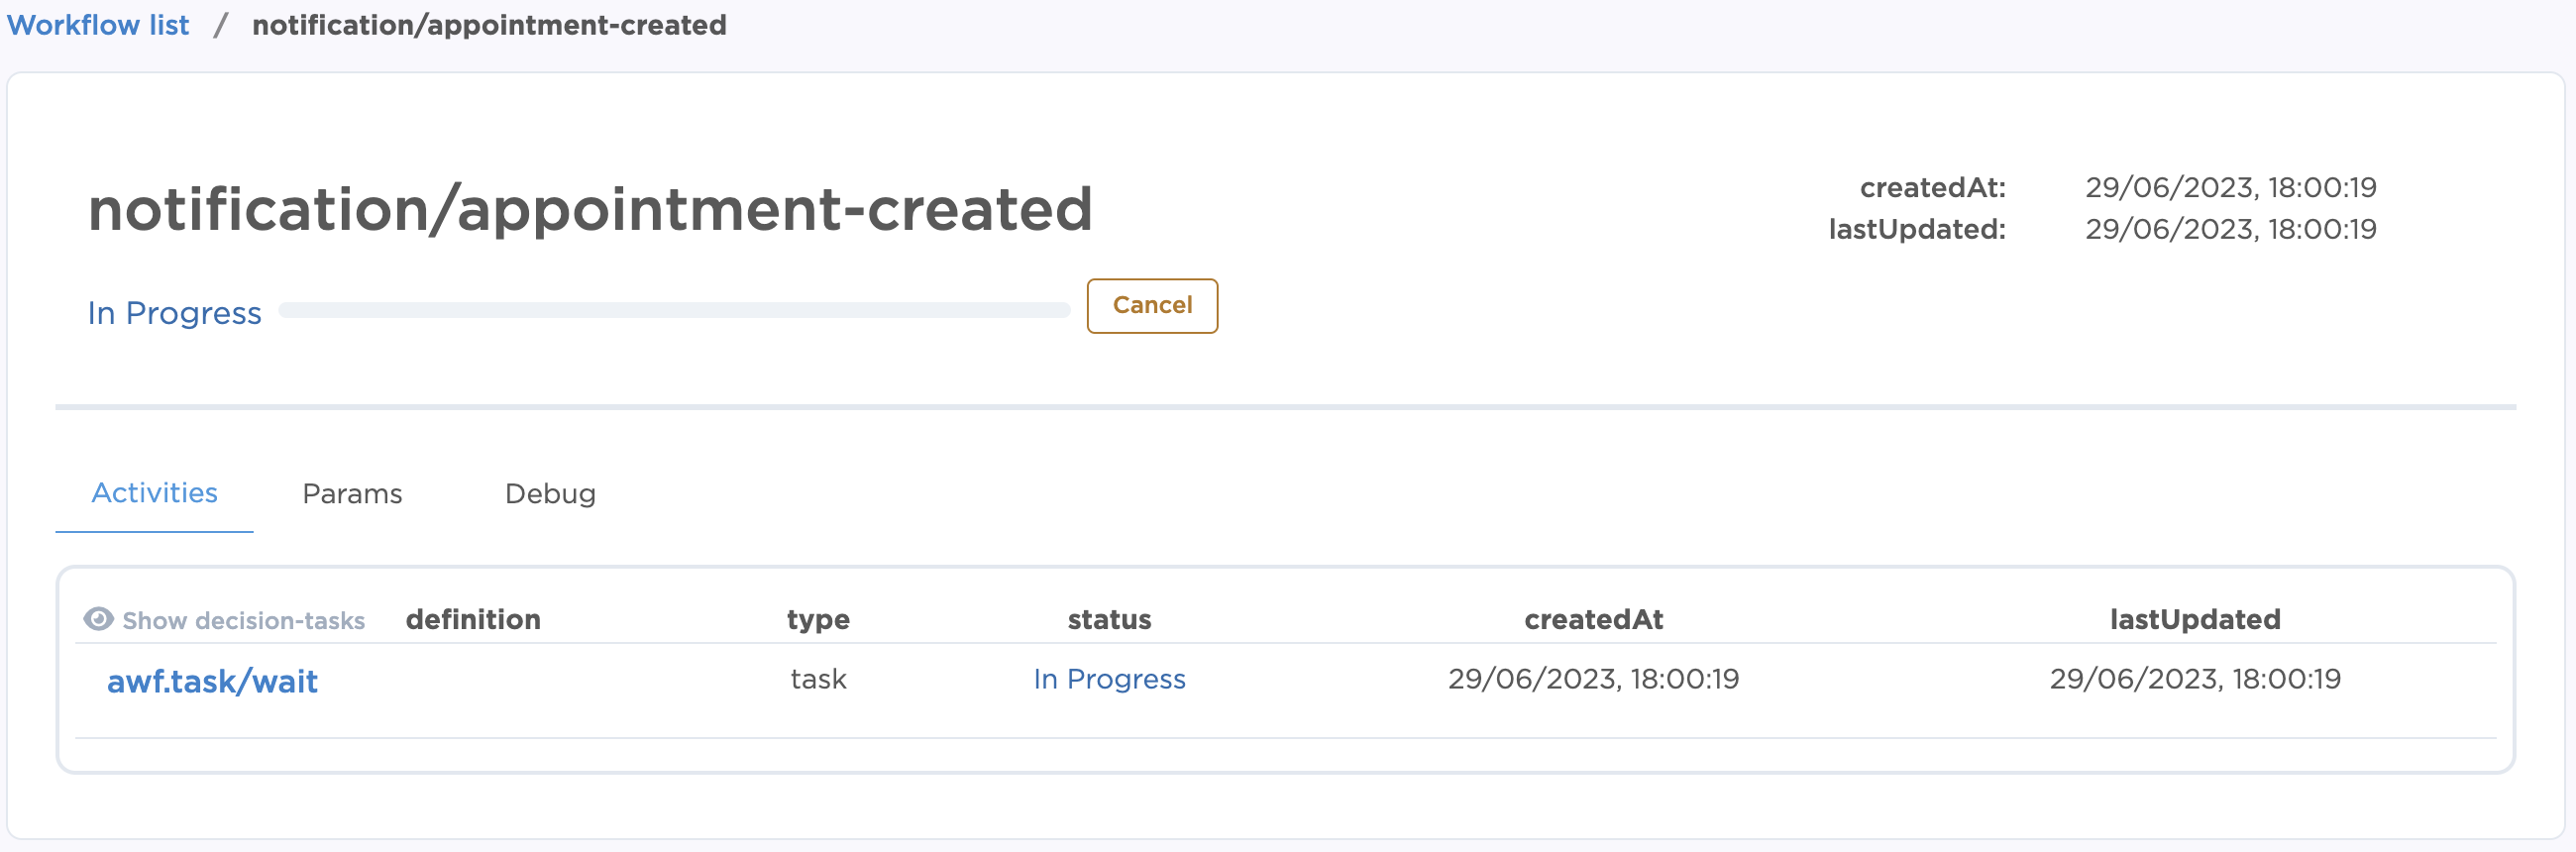 Workflow list / notification/appointment-created
notification/appointment-created
createdAt: 29/06/2023, 18:00:19
lastUpdated: 29/06/2023, 18:00:19
In Progress Cancel
Activities Params Debug
Show decision-tasks definition type status createdAt lastUpdated
awf.task/wait task In Progress 29/06/2023, 18:00:19 29/06/2023, 18:00:19